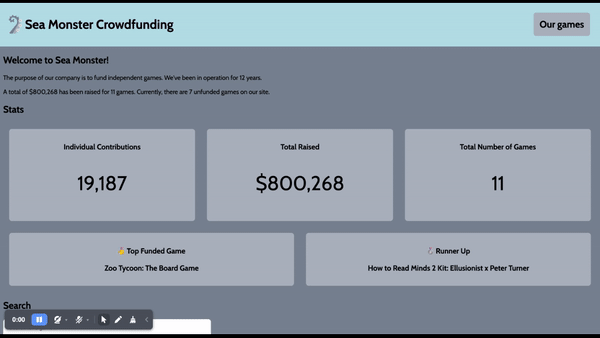 Sea Monster Crowdfunding
Our games
Welcome to Sea Monster!
The purpose of our company is to fund independent games. We've been in operation for 12 years.
A total of $800,268 has been raised for 11 games. Currently, there are 7 unfunded games on our site.
Stats
Individual Contributions
19,187
Total Raised
$800,268
Total Number of Games
11
🥇 Top Funded Game
Zoo Tycoon: The Board Game
🥈 Runner Up
How to Read Minds 2 Kit: Ellusionist x Peter Turner
Search
0:00